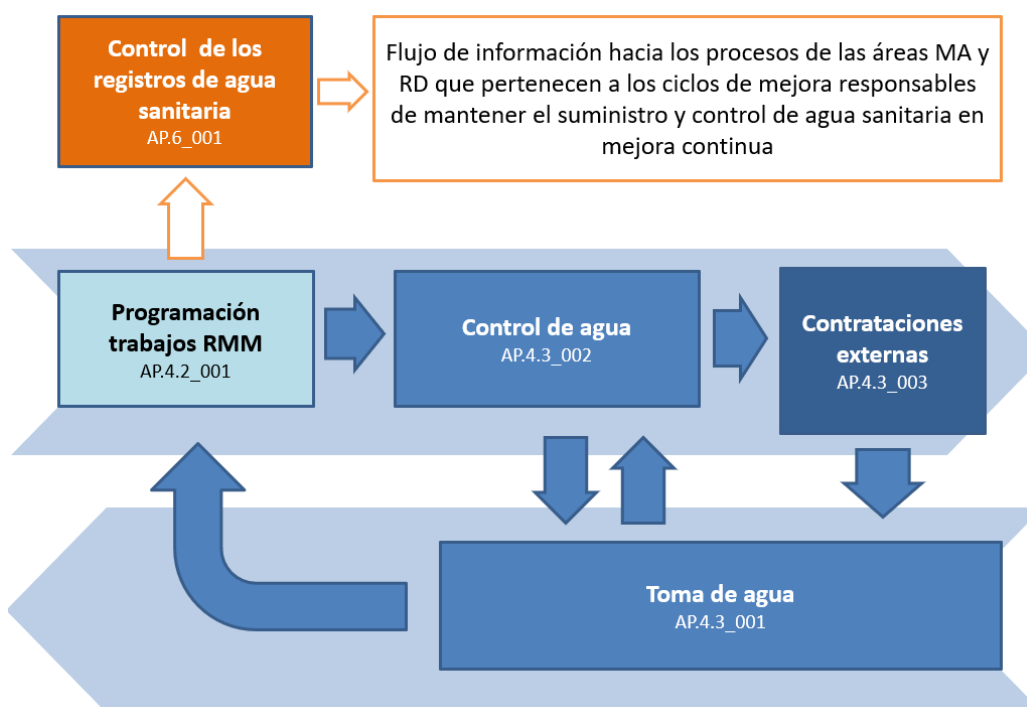 Control  de los
registros de agua
sanitaria
AP.6_001
Flujo de información hacia los procesos de las áreas MA y
RD que pertenecen a los ciclos de mejora responsables
de mantener el suministro y control de agua sanitaria en
mejora continua
Programación
trabajos RMM
AP.4.2_001
Control de agua
AP.4.3_002
Contrataciones
externas
AP.4.3_003
Toma de agua
AP.4.3_001